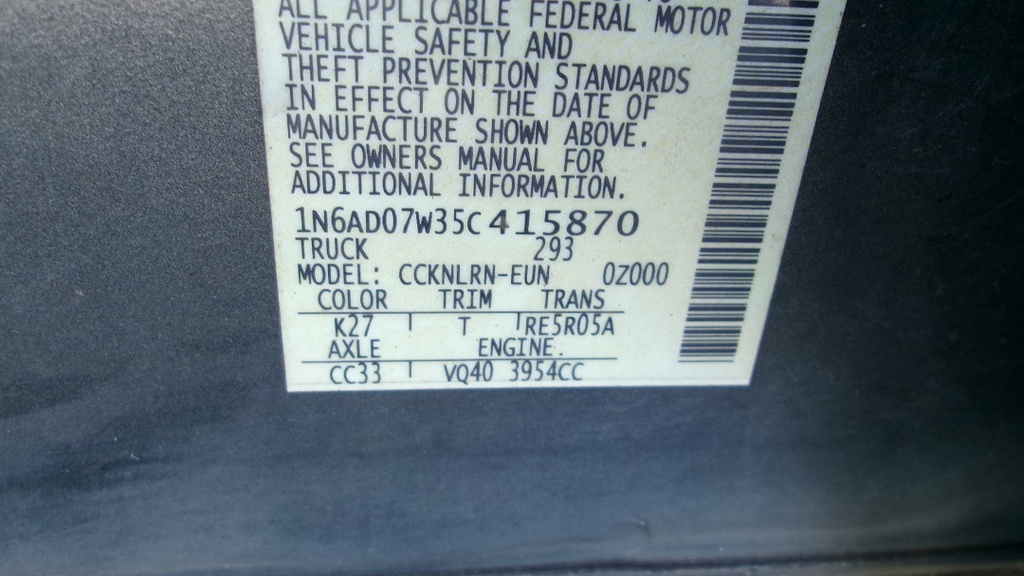 ALL APPLICABLE FEDERAL MOTOR
VEHICLE SAFETY AND
THEFT PREVENTION STANDARDS
IN EFFECT ON THE DATE OF
MANUFACTURE SHOWN ABOVE.
SEE OWNERS MANUAL FOR
ADDITIONAL INFORMATION.
1N6AD07W35C415870
TRUCK 293
MODEL: CCKNLRN-EUN 0Z000
COLOR TRIM TRANS
K27 T RE5R05A
AXLE ENGINE.
CC33 VQ40 3954CC